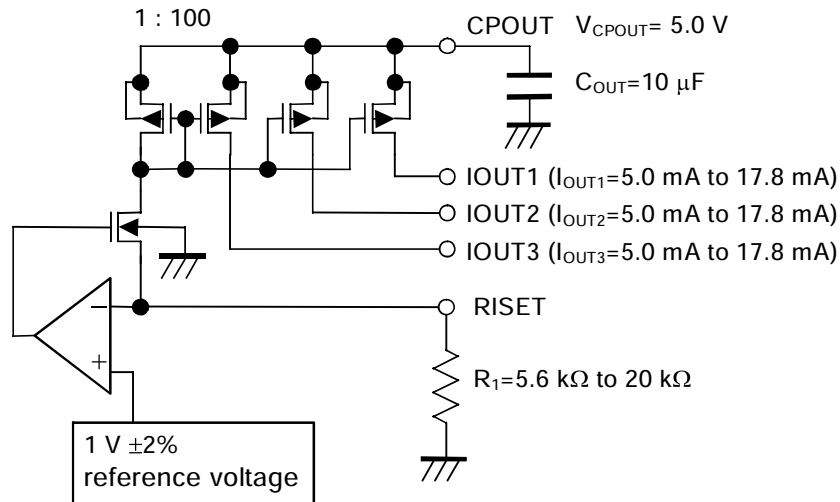 1 : 100
CPOUT V_CPOUT= 5.0 V
C_OUT=10 μF
IOUT1 (I_OUT1=5.0 mA to 17.8 mA)
IOUT2 (I_OUT2=5.0 mA to 17.8 mA)
IOUT3 (I_OUT3=5.0 mA to 17.8 mA)
RISET
−
+
R₁=5.6 kΩ to 20 kΩ
1 V ±2%
reference voltage